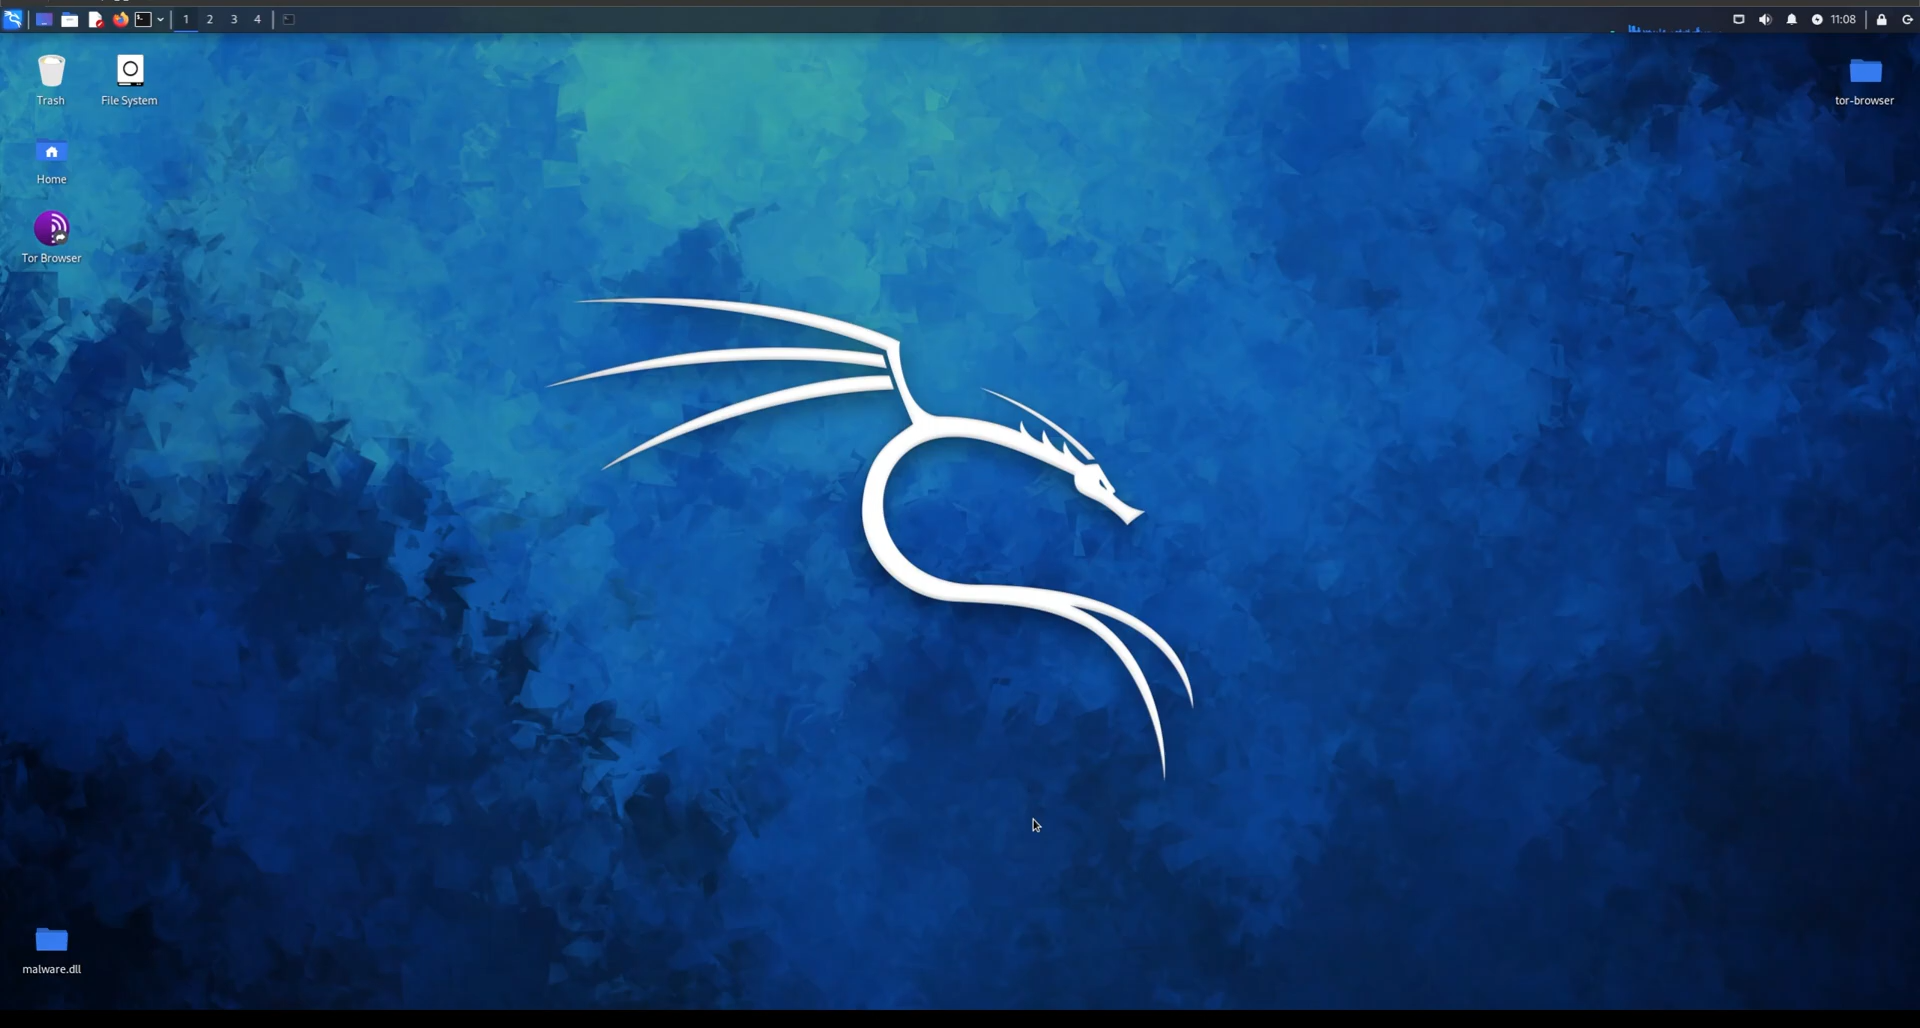 1 2 3 4
11:08
Trash
File System
tor-browser
Home
Tor Browser
malware.dll